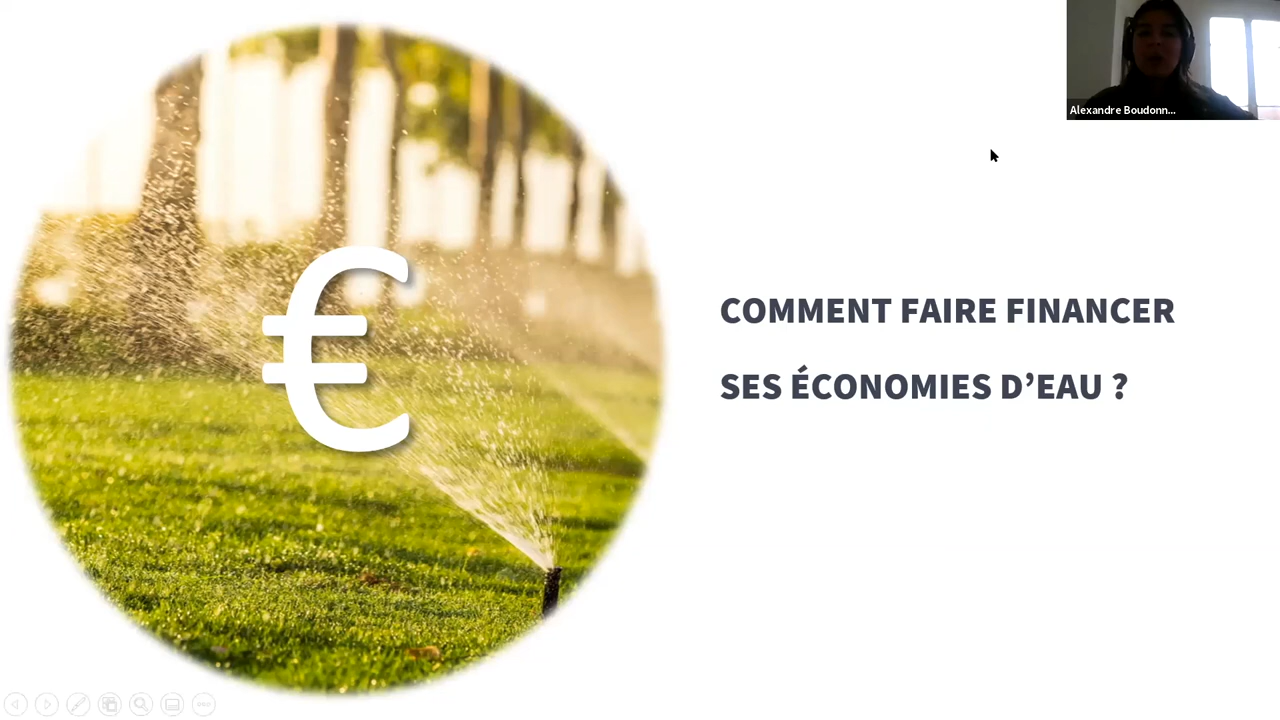 Alexandre Boudonn...
€
COMMENT FAIRE FINANCER
SES ÉCONOMIES D’EAU ?